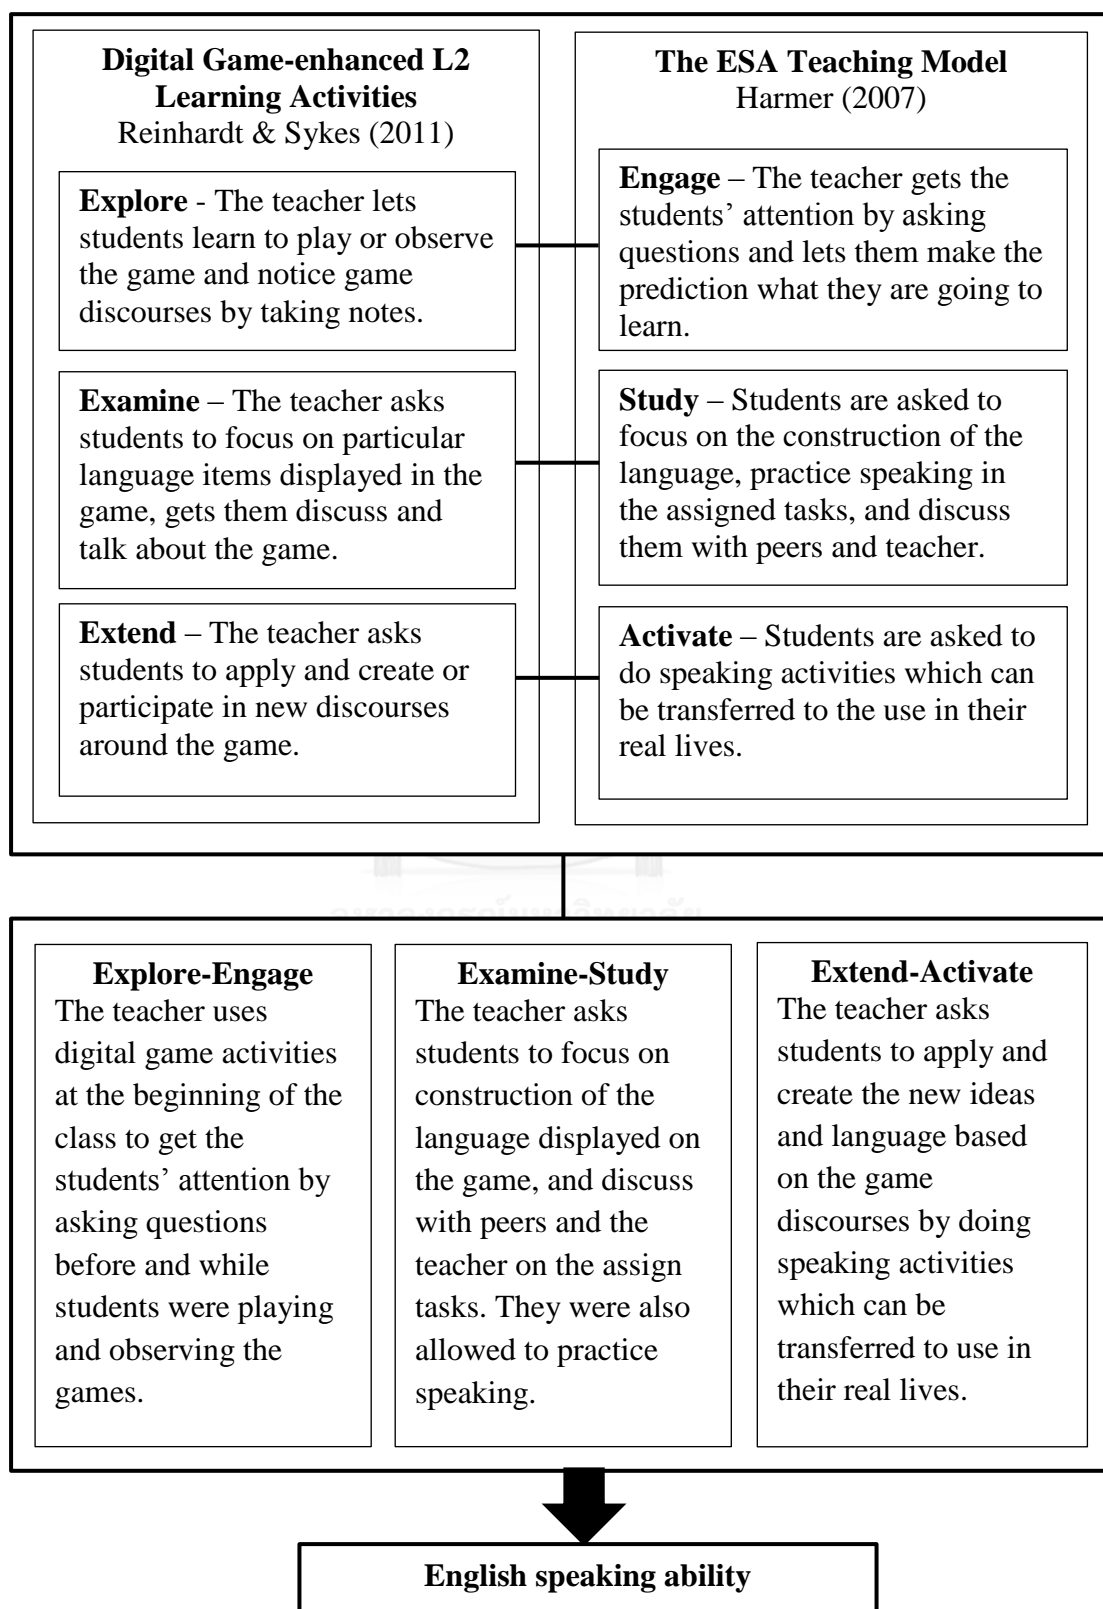 Digital Game-enhanced L2
Learning Activities
Reinhardt & Sykes (2011)
Explore - The teacher lets
students learn to play or observe
the game and notice game
discourses by taking notes.
Examine – The teacher asks
students to focus on particular
language items displayed in the
game, gets them discuss and
talk about the game.
Extend – The teacher asks
students to apply and create or
participate in new discourses
around the game.
The ESA Teaching Model
Harmer (2007)
Engage – The teacher gets the
students’ attention by asking
questions and lets them make the
prediction what they are going to
learn.
Study – Students are asked to
focus on the construction of the
language, practice speaking in
the assigned tasks, and discuss
them with peers and teacher.
Activate – Students are asked to
do speaking activities which can
be transferred to the use in their
real lives.
Explore-Engage
The teacher uses
digital game activities
at the beginning of the
class to get the
students’ attention by
asking questions
before and while
students were playing
and observing the
games.
Examine-Study
The teacher asks
students to focus on
construction of the
language displayed on
the game, and discuss
with peers and the
teacher on the assign
tasks. They were also
allowed to practice
speaking.
Extend-Activate
The teacher asks
students to apply and
create the new ideas
and language based
on the game
discourses by doing
speaking activities
which can be
transferred to use in
their real lives.
English speaking ability